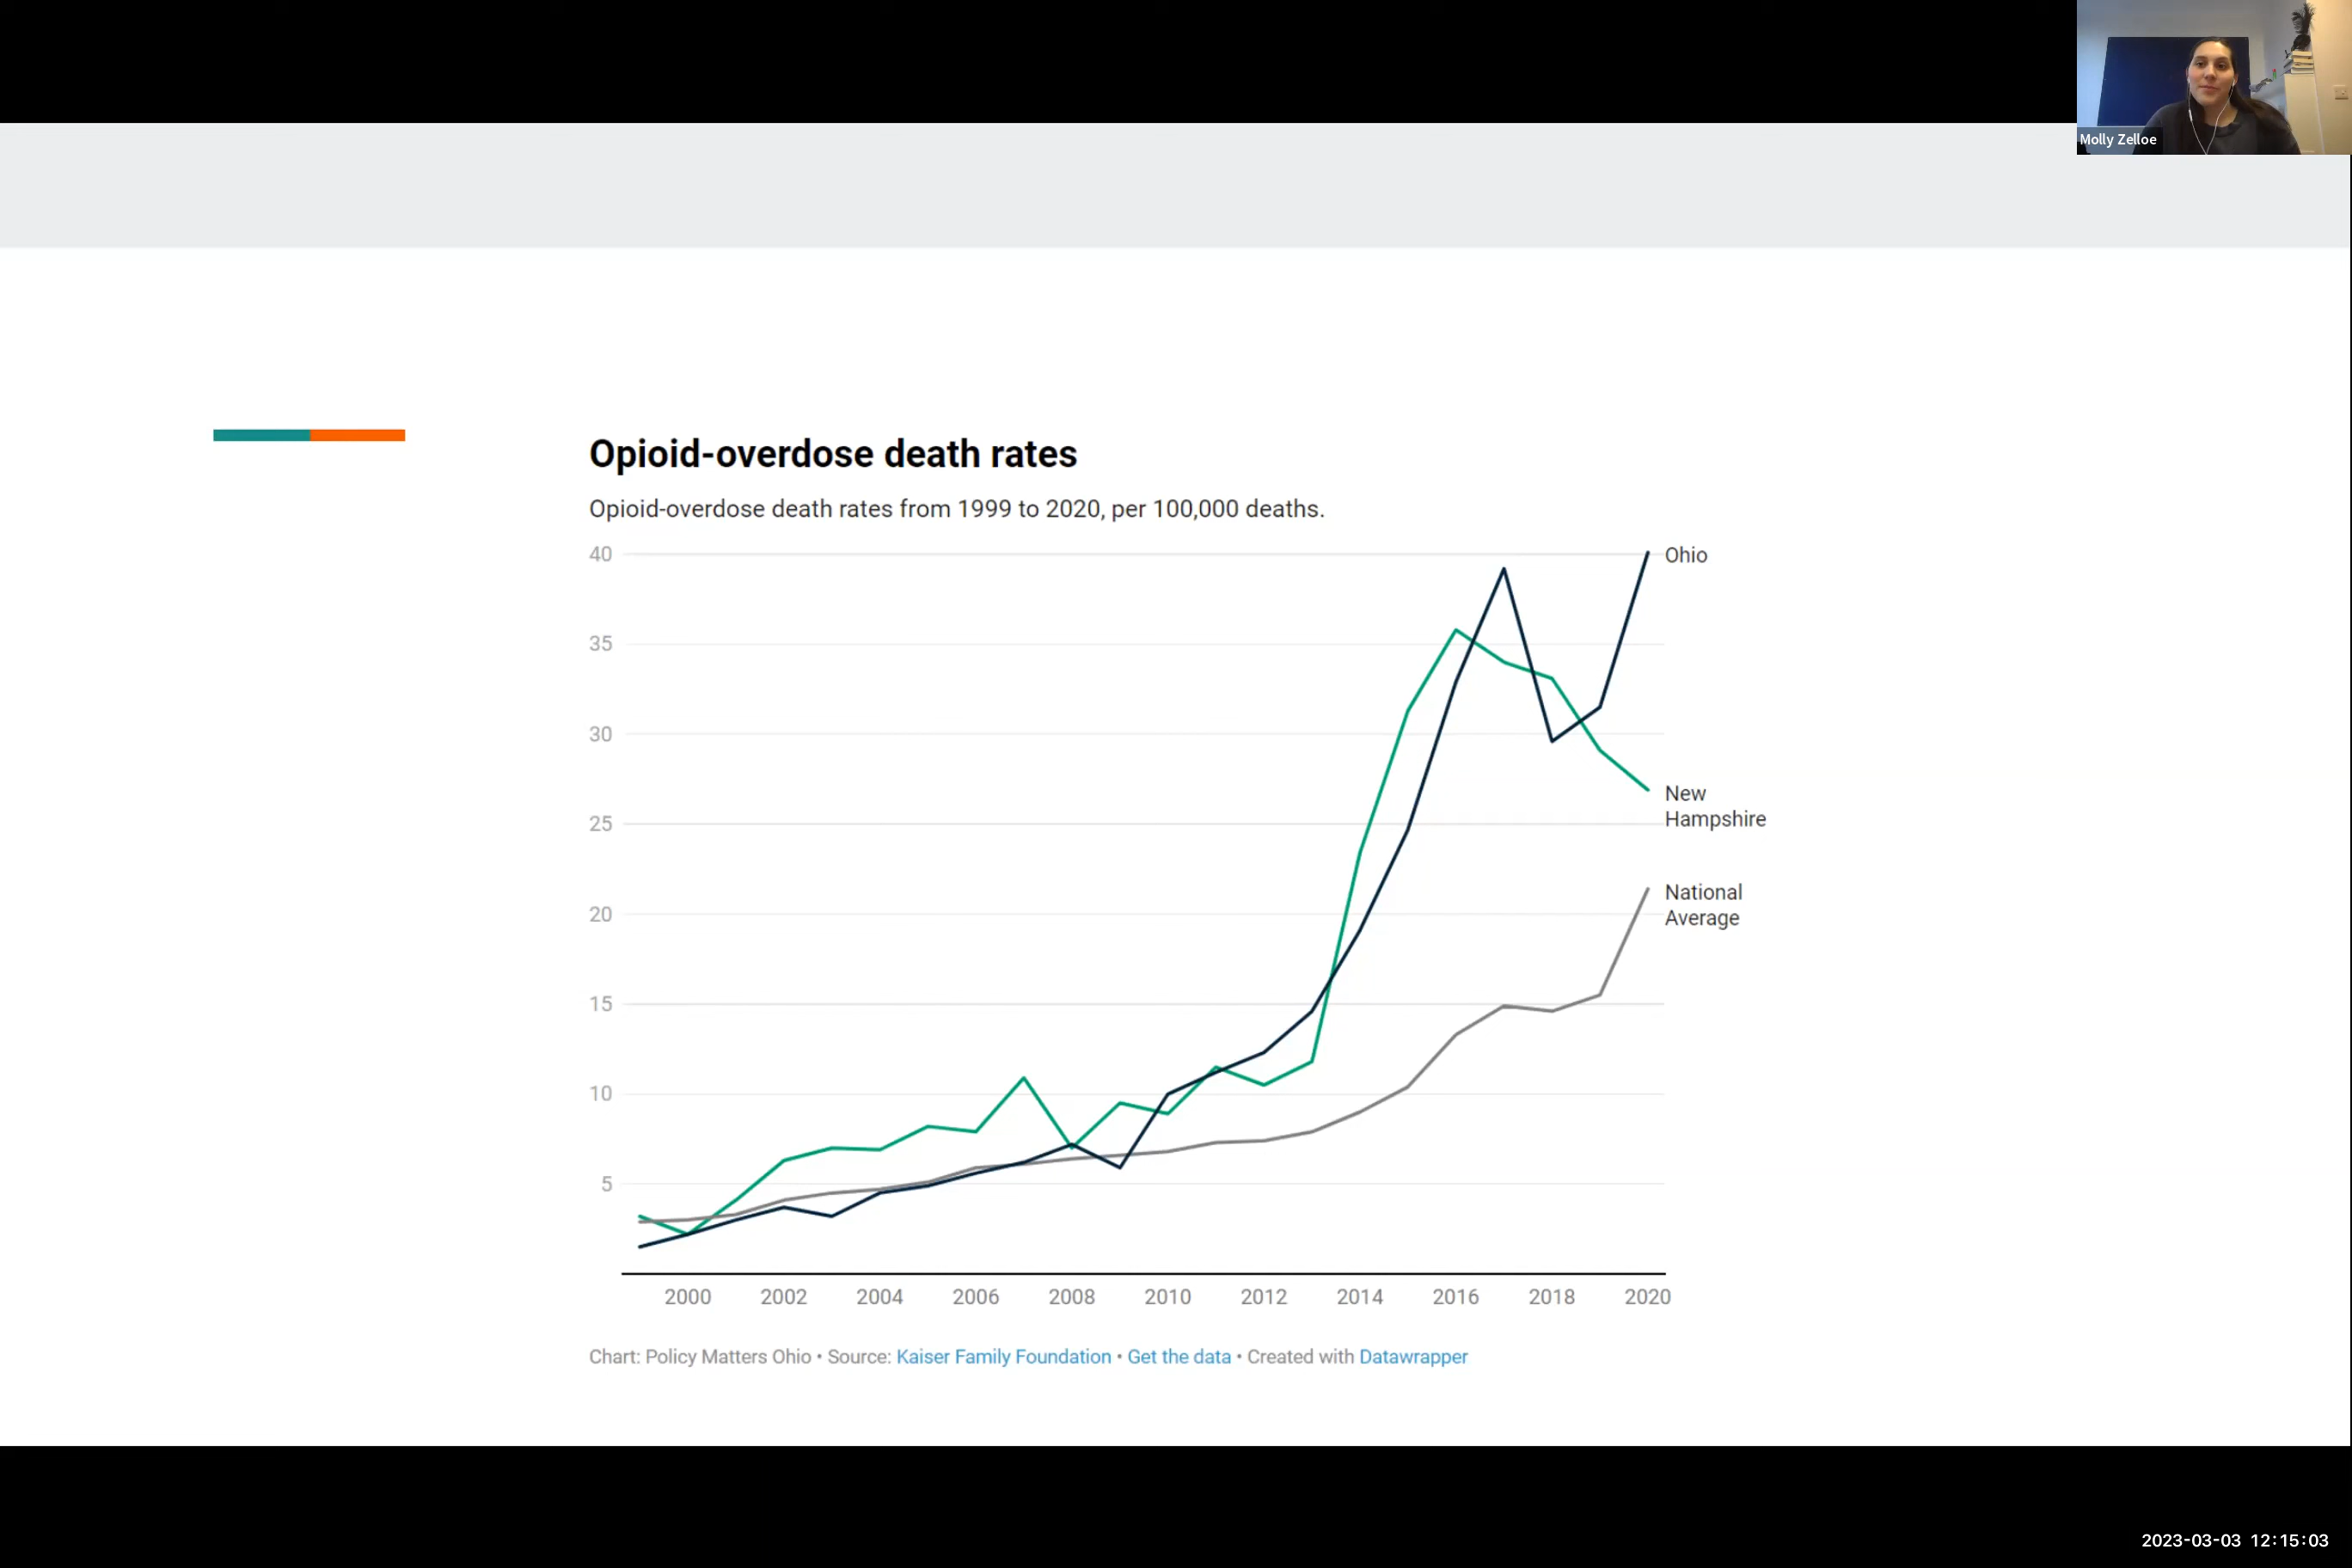 Molly Zelloe
Opioid-overdose death rates
Opioid-overdose death rates from 1999 to 2020, per 100,000 deaths.
40
Ohio
35
30
New
Hampshire
25
National
Average
20
15
10
5
2000 2002 2004 2006 2008 2010 2012 2014 2016 2018 2020
Chart: Policy Matters Ohio • Source: Kaiser Family Foundation • Get the data • Created with Datawrapper
2023-03-03 12:15:03